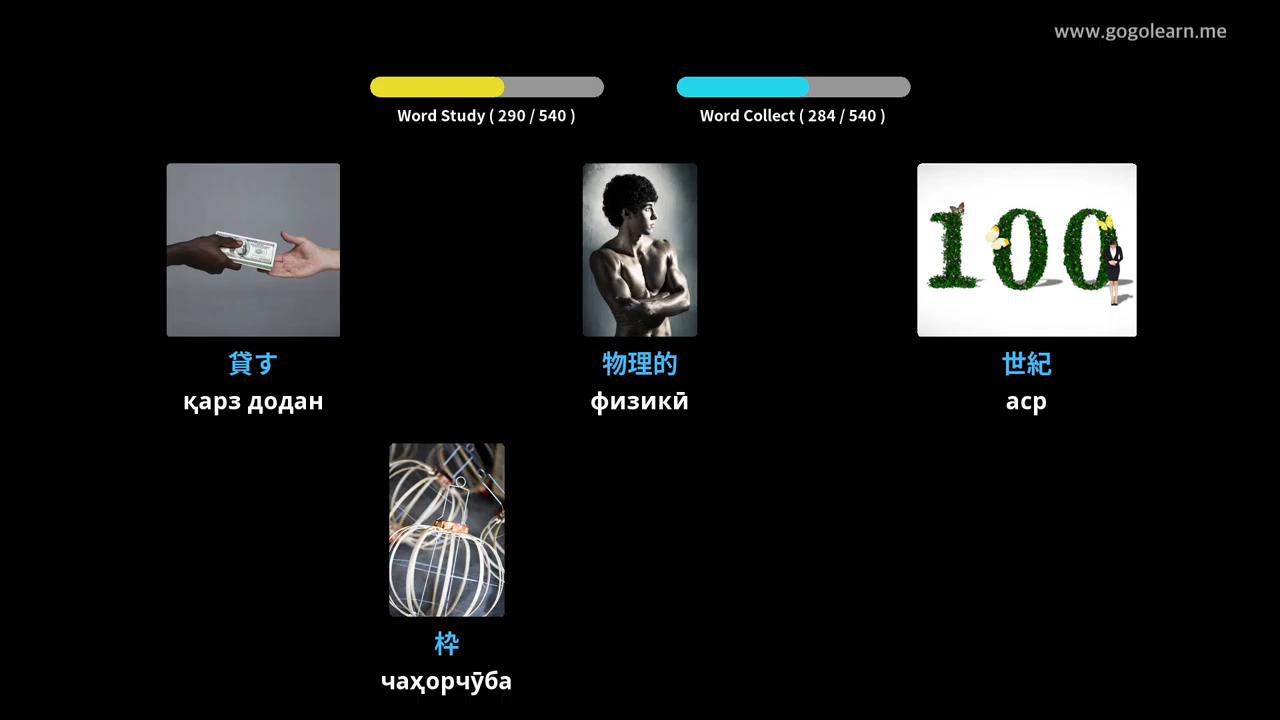 www.gogolearn.me
Word Study ( 290 / 540 )
Word Collect ( 284 / 540 )
貸す
қарз додан
物理的
физикӣ
世紀
аср
枠
чаҳорчӯба